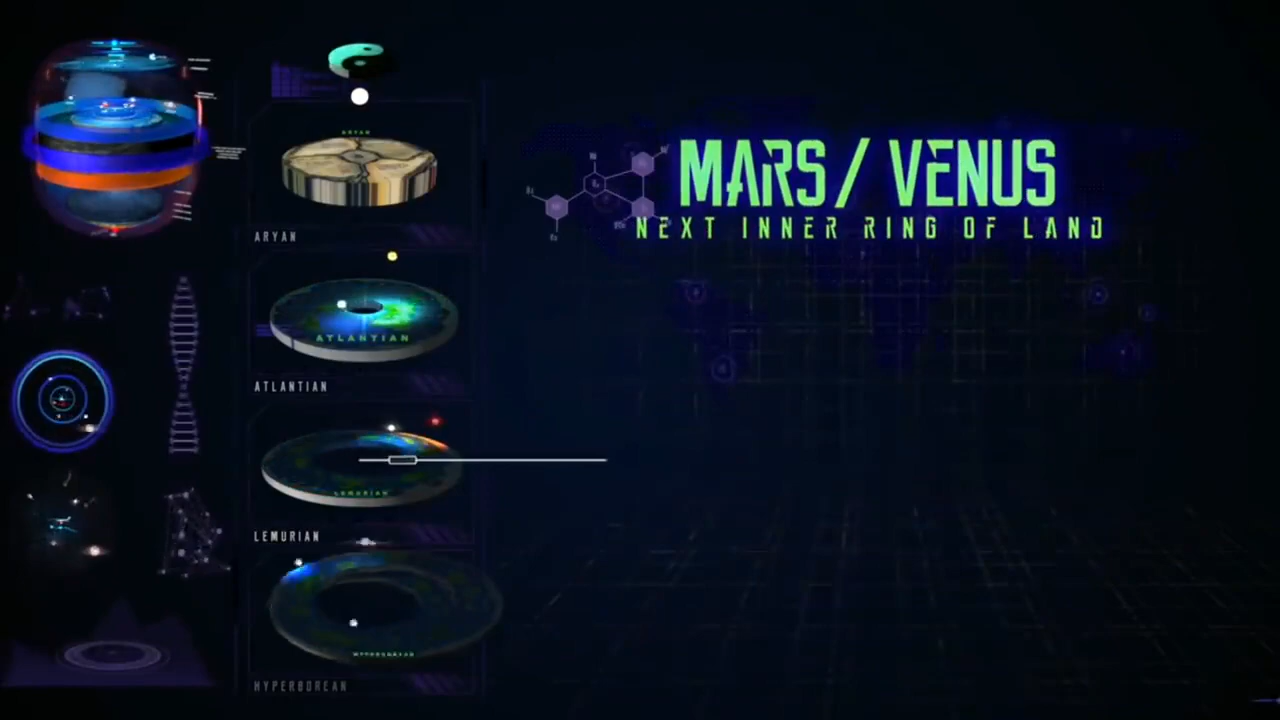 MARS / VENUS
NEXT INNER RING OF LAND
ARYAN
ARYAN
ATLANTIAN
ATLANTIAN
LEMURIAN
LEMURIAN
HYPERBOREAN
HYPERBOREAN